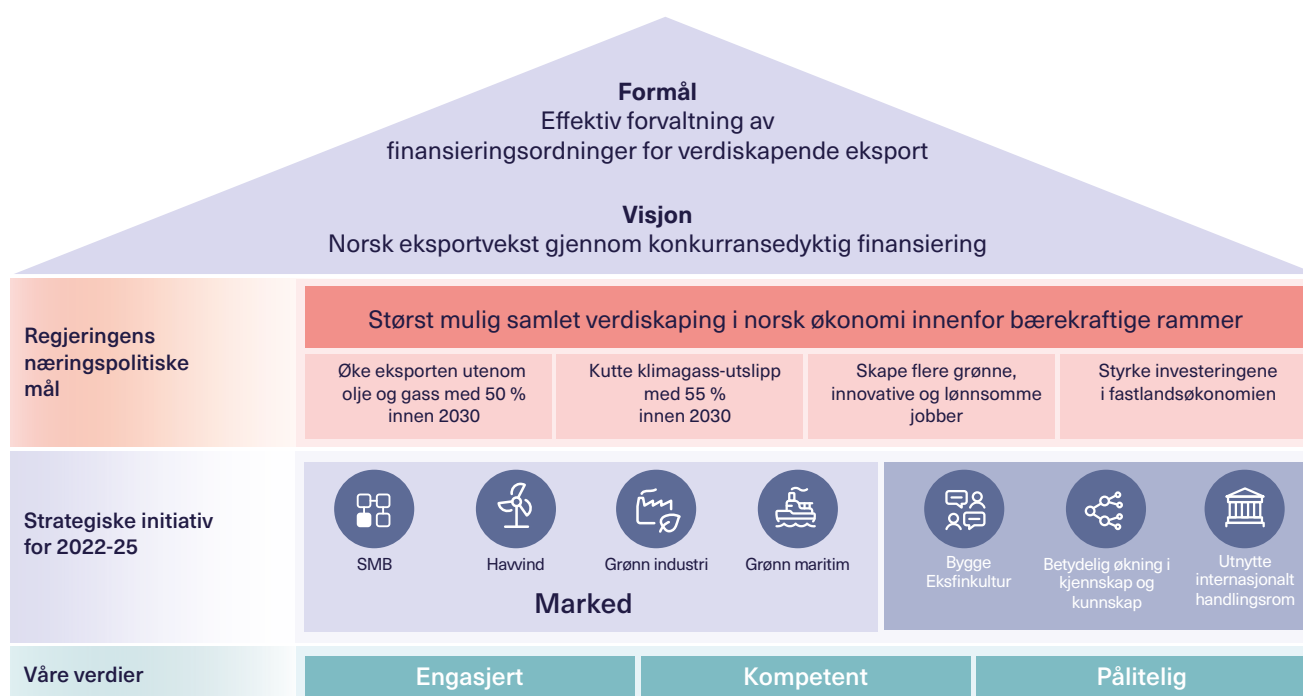 Formål
Effektiv forvaltning av
finansieringsordninger for verdiskapende eksport
Visjon
Norsk eksportvekst gjennom konkurransedyktig finansiering
Regjeringens
næringspolitiske
mål
Størst mulig samlet verdiskaping i norsk økonomi innenfor bærekraftige rammer
Øke eksporten utenom
olje og gass med 50 %
innen 2030
Kutte klimagass-utslipp
med 55 %
innen 2030
Skape flere grønne,
innovative og lønnsomme
jobber
Styrke investeringene
i fastlandsøkonomien
Strategiske initiativ
for 2022-25
SMB
Havvind
Grønn industri
Grønn maritim
Marked
Bygge
Eksfinkultur
Betydelig økning i
kjennskap og
kunnskap
Utnytte
internasjonalt
handlingsrom
Våre verdier
Engasjert
Kompetent
Pålitelig